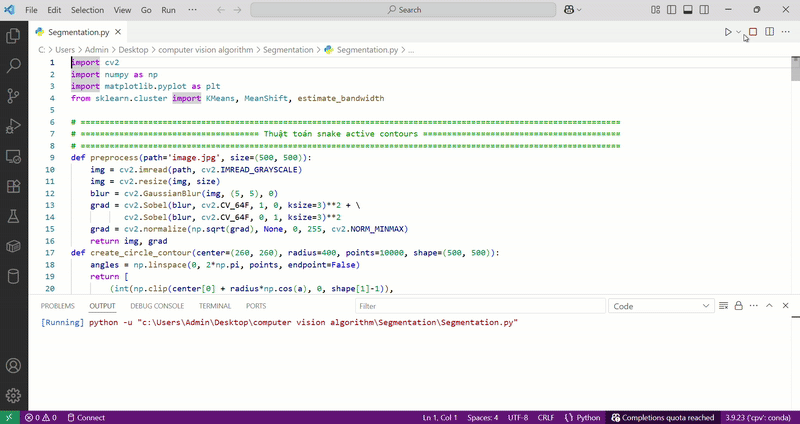 File Edit Selection View Go Run ··· Search
Segmentation.py
C: > Users > Admin > Desktop > computer vision algorithm > Segmentation > Segmentation.py > ...
1 import cv2
2 import numpy as np
3 import matplotlib.pyplot as plt
4 from sklearn.cluster import KMeans, MeanShift, estimate_bandwidth
5
6 # ==========================================================================================================
7 # =================================== Thuật toán snake active contours =======================================
8 # ==========================================================================================================
9 def preprocess(path='image.jpg', size=(500, 500)):
10 img = cv2.imread(path, cv2.IMREAD_GRAYSCALE)
11 img = cv2.resize(img, size)
12 blur = cv2.GaussianBlur(img, (5, 5), 0)
13 grad = cv2.Sobel(blur, cv2.CV_64F, 1, 0, ksize=3)**2 + \
14 cv2.Sobel(blur, cv2.CV_64F, 0, 1, ksize=3)**2
15 grad = cv2.normalize(np.sqrt(grad), None, 0, 255, cv2.NORM_MINMAX)
16 return img, grad
17 def create_circle_contour(center=(260, 260), radius=400, points=10000, shape=(500, 500)):
18 angles = np.linspace(0, 2*np.pi, points, endpoint=False)
19 return [
20 (int(np.clip(center[0] + radius*np.cos(a), 0, shape[1]-1)),
PROBLEMS OUTPUT DEBUG CONSOLE TERMINAL PORTS Filter Code
[Running] python -u "c:\Users\Admin\Desktop\computer vision algorithm\Segmentation\Segmentation.py"
0 0 Connect Ln 1, Col 1 Spaces: 4 UTF-8 CRLF Python Completions quota reached 3.9.23 ('cpv': conda)